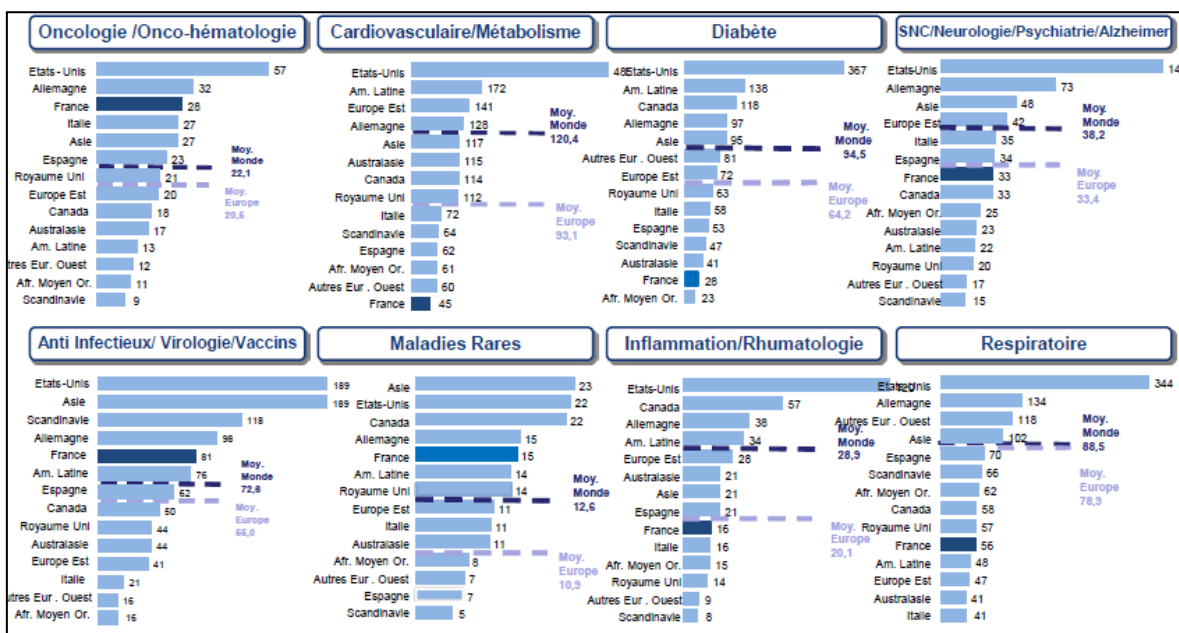 Oncologie /Onco-hématologie
Etats - Unis 57
Allemagne 32
France 28
Italie 27
Asie 27
Espagne 23
Royaume Uni 21
Europe Est 20
Canada 18
Australasie 17
Am. Latine 13
utres Eur. Ouest 12
Afr. Moyen Or. 11
Scandinavie 9
Moy.
Monde
22,1
Moy.
Europe
Cardiovasculaire/Métabolisme
Etats-Unis
Am. Latine 172
Europe Est 141
Allemagne 128
Asie 117
Australasie 115
Canada 114
Royaume Uni 112
Italie 72
Scandinavie 64
Espagne 62
Afr. Moyen Or. 61
Autres Eur . Ouest 60
France 45
Moy.
Monde
120,4
Moy.
Europe
93,1
Diabète
Etats-Unis 367
Am. Latine 138
Canada 118
Allemagne 97
Asie 95
Autres Eur . Ouest 81
Europe Est 72
Royaume Uni 63
Italie 58
Espagne 53
Scandinavie 47
Australasie 41
France 28
Afr. Moyen Or. 23
Moy.
Monde
94,5
Moy.
Europe
64,2
SNC/Neurologie/Psychiatrie/Alzheimer
Etats-Unis 14
Allemagne 73
Asie 48
Europe Est 42
Italie 35
Espagne 34
France 33
Canada 33
Afr. Moyen Or. 25
Australasie 23
Am. Latine 22
Royaume Uni 20
Autres Eur . Ouest 17
Scandinavie 15
Moy.
Monde
38,2
Moy.
Europe
33,4
Anti Infectieux/ Virologie/Vaccins
Etats-Unis 189
Asie 189
Scandinavie 118
Allemagne 98
France 81
Am. Latine 76
Espagne 62
Canada 50
Royaume Uni 44
Australasie 44
Europe Est 41
Italie 21
utres Eur . Ouest 16
Afr. Moyen Or. 16
Moy.
Monde
72,6
Moy.
Europe
Maladies Rares
Asie 23
Etats-Unis 22
Canada 22
Allemagne 15
France 15
Am. Latine 14
Royaume Uni 14
Europe Est 11
Italie 11
Australasie 11
Afr. Moyen Or. 8
Autres Eur . Ouest 7
Espagne 7
Scandinavie 5
Moy.
Monde
12,6
Moy.
Europe
10,9
Inflammation/Rhumatologie
Etats-Unis
Canada 57
Allemagne 38
Am. Latine 34
Europe Est 28
Australasie 21
Asie 21
Espagne 21
France 16
Italie 16
Afr. Moyen Or. 15
Royaume Uni 14
Autres Eur . Ouest 9
Scandinavie 8
Moy.
Monde
28,9
Moy.
Europe
20,1
Respiratoire
Etats-Unis 344
Allemagne 134
Autres Eur . Ouest 118
Asie 102
Espagne 70
Scandinavie 66
Afr. Moyen Or. 62
Canada 58
Royaume Uni 57
France 56
Am. Latine 48
Europe Est 47
Australasie 41
Italie 41
Moy.
Monde
88,5
Moy.
Europe
78,9